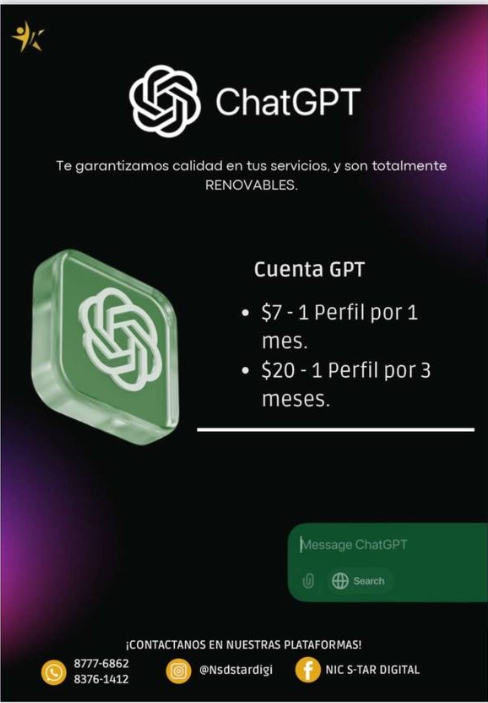 ChatGPT
Te garantizamos calidad en tus servicios, y son totalmente
RENOVABLES.
Cuenta GPT
• $7 - 1 Perfil por 1
mes.
• $20 - 1 Perfil por 3
meses.
Message ChatGPT
Search
¡CONTACTANOS EN NUESTRAS PLATAFORMAS!
8777-6862
8376-1412
@Nsdstardigi
NIC S-TAR DIGITAL